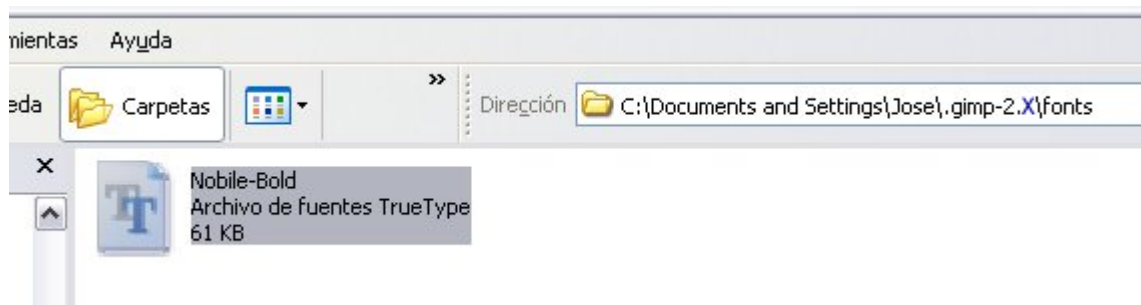 mientas Ayuda
eda Carpetas » Dirección C:\Documents and Settings\Jose\.gimp-2.X\fonts
Nobile-Bold
Archivo de fuentes TrueType
61 KB